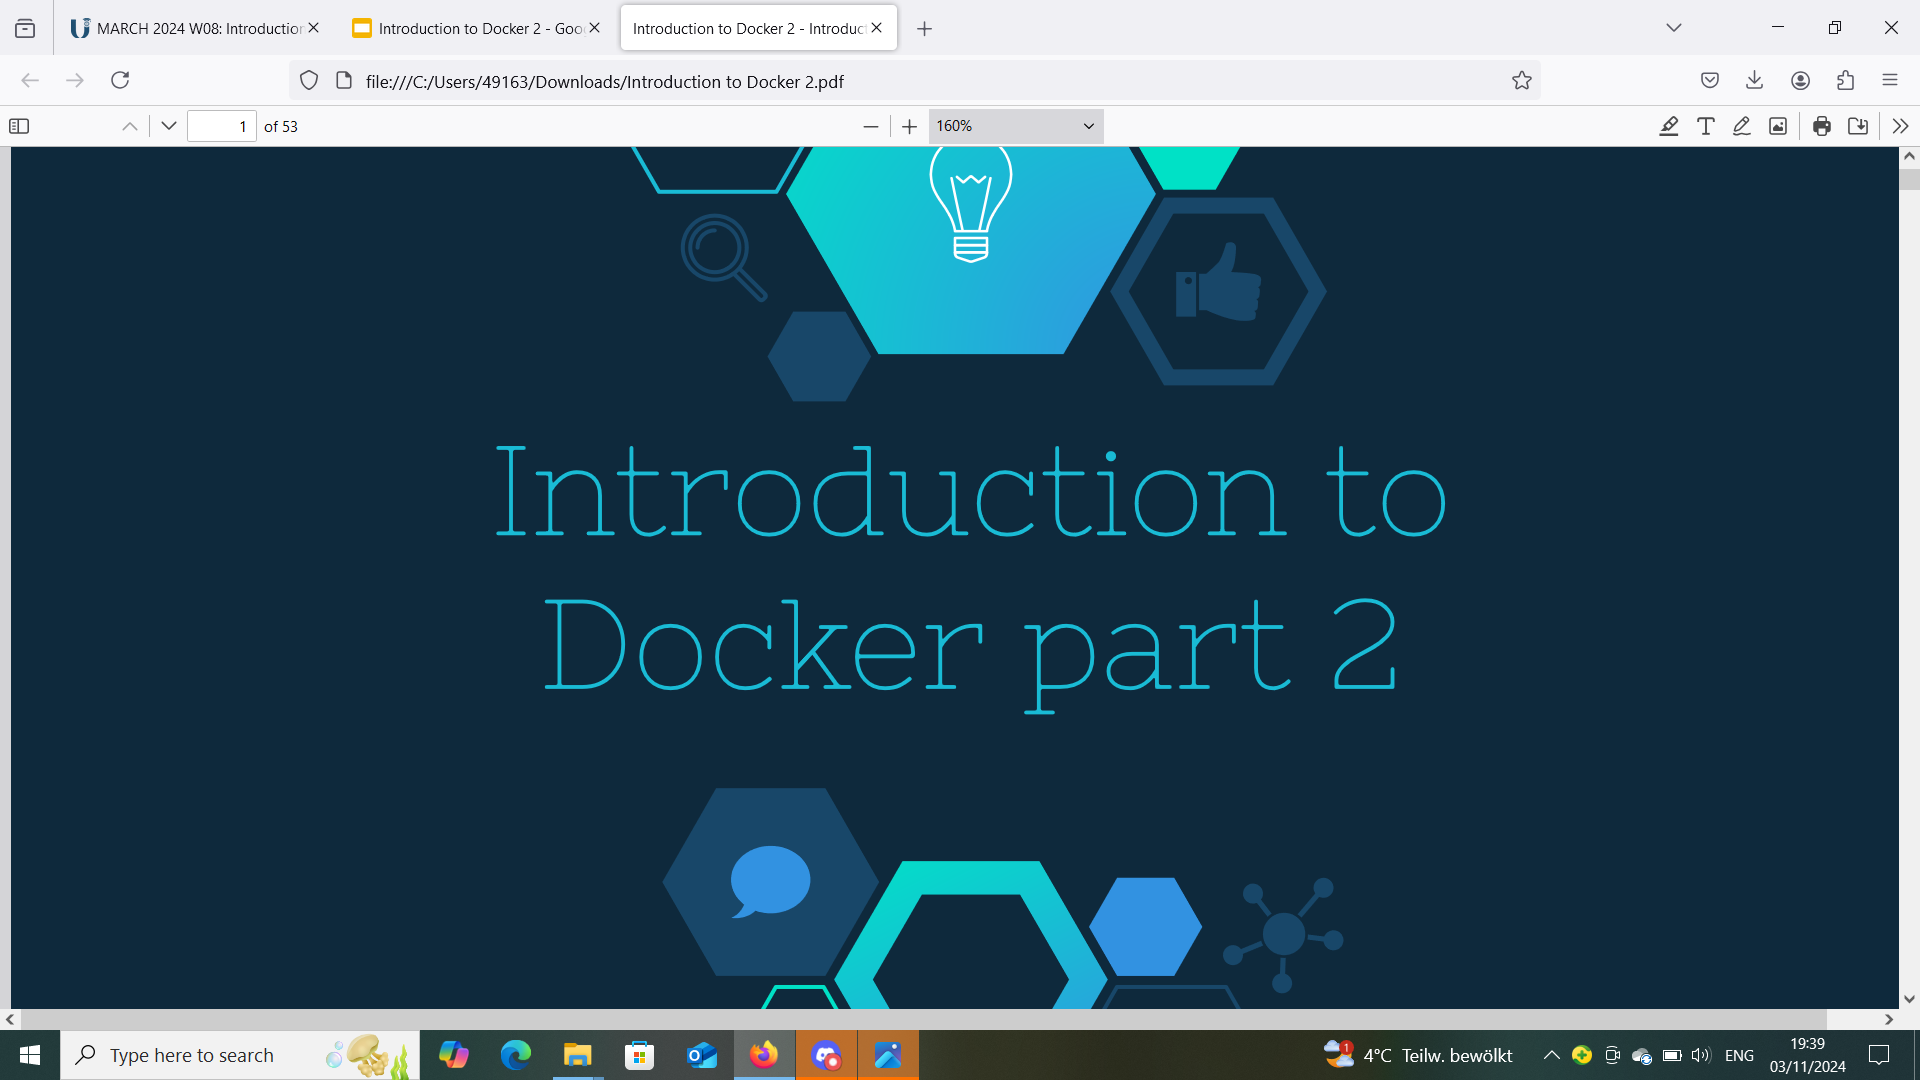 MARCH 2024 W08: Introduction
Introduction to Docker 2 - Goo
Introduction to Docker 2 - Introduct
file:///C:/Users/49163/Downloads/Introduction to Docker 2.pdf
1 of 53
160%
Introduction to
Docker part 2
Type here to search
1
4°C Teilw. bewölkt
ENG
19:39
03/11/2024